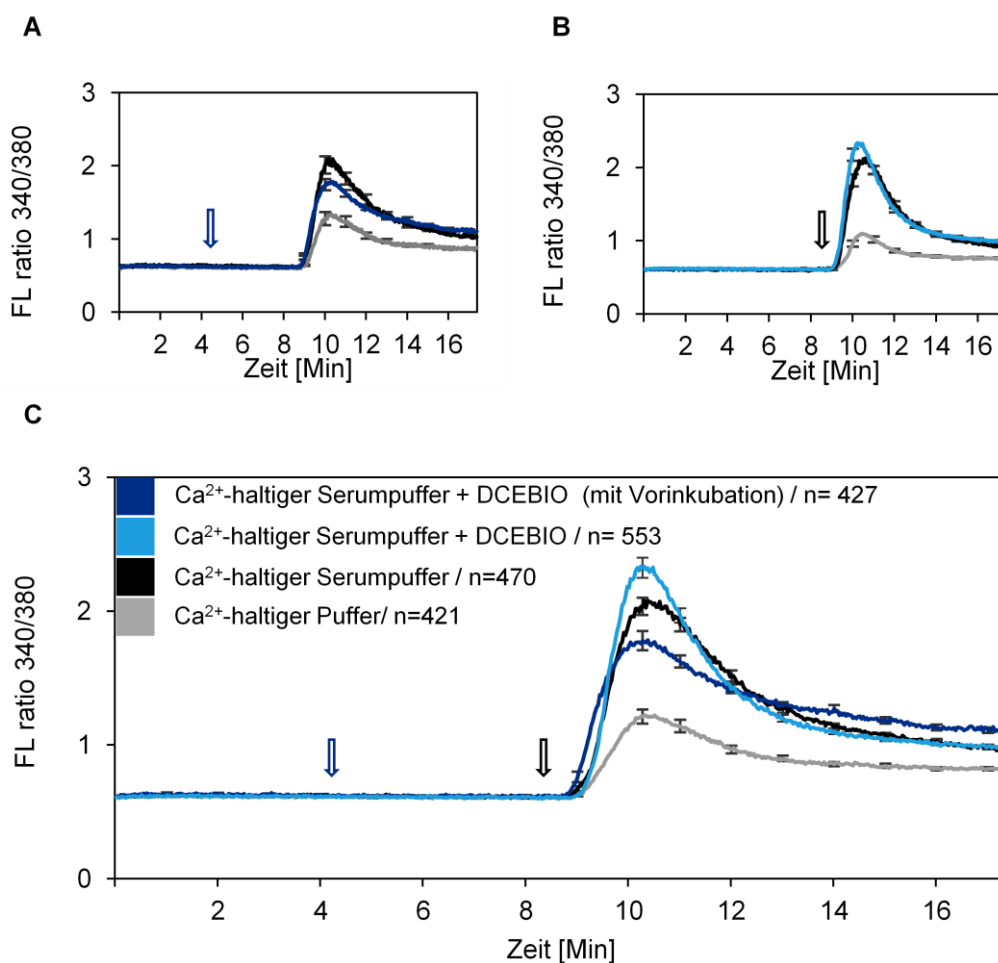 A
B
3
2
1
0
FL ratio 340/380
2 4 6 8 10 12 14 16
Zeit [Min]
3
2
1
0
FL ratio 340/380
2 4 6 8 10 12 14 16
Zeit [Min]
C
3
2
1
0
FL ratio 340/380
Ca²⁺-haltiger Serumpuffer + DCEBIO (mit Vorinkubation) / n= 427
Ca²⁺-haltiger Serumpuffer + DCEBIO / n= 553
Ca²⁺-haltiger Serumpuffer / n=470
Ca²⁺-haltiger Puffer/ n=421
2 4 6 8 10 12 14 16
Zeit [Min]